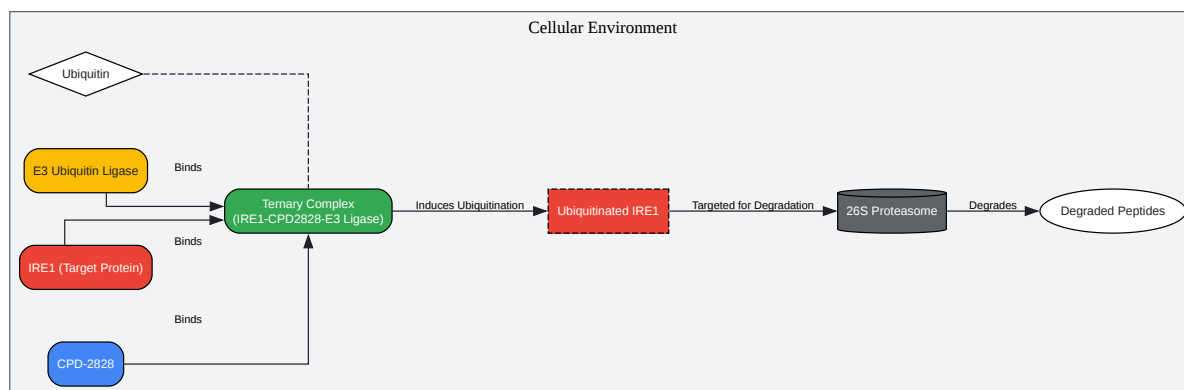 Cellular Environment
Ubiquitin
E3 Ubiquitin Ligase
Binds
Ternary Complex
(IRE1-CPD2828-E3 Ligase)
Induces Ubiquitination
Ubiquitinated IRE1
Targeted for Degradation
26S Proteasome
Degrades
Degraded Peptides
Binds
IRE1 (Target Protein)
Binds
CPD-2828